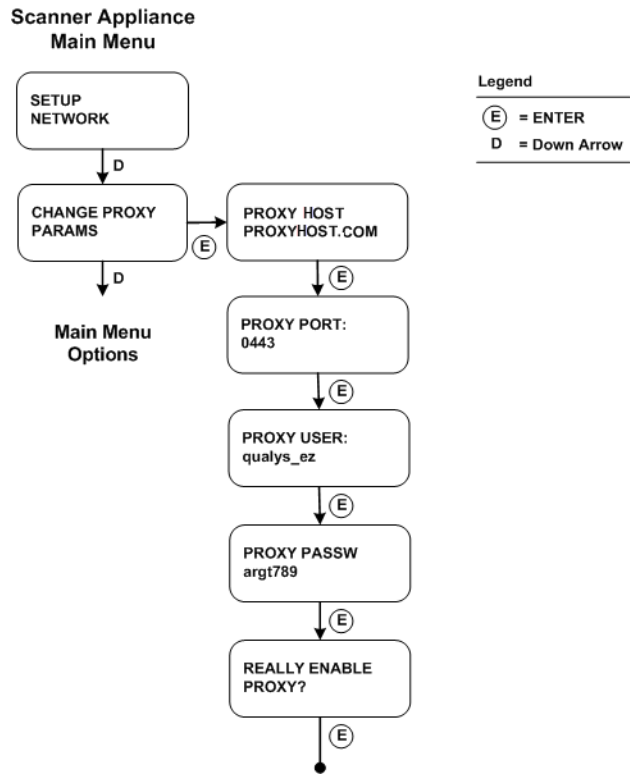 Scanner Appliance
Main Menu
SETUP
NETWORK
D
CHANGE PROXY
PARAMS
E
D
Main Menu
Options
PROXY HOST
PROXYHOST.COM
E
PROXY PORT:
0443
E
PROXY USER:
qualys_ez
E
PROXY PASSW
argt789
E
REALLY ENABLE
PROXY?
E
Legend
E = ENTER
D = Down Arrow